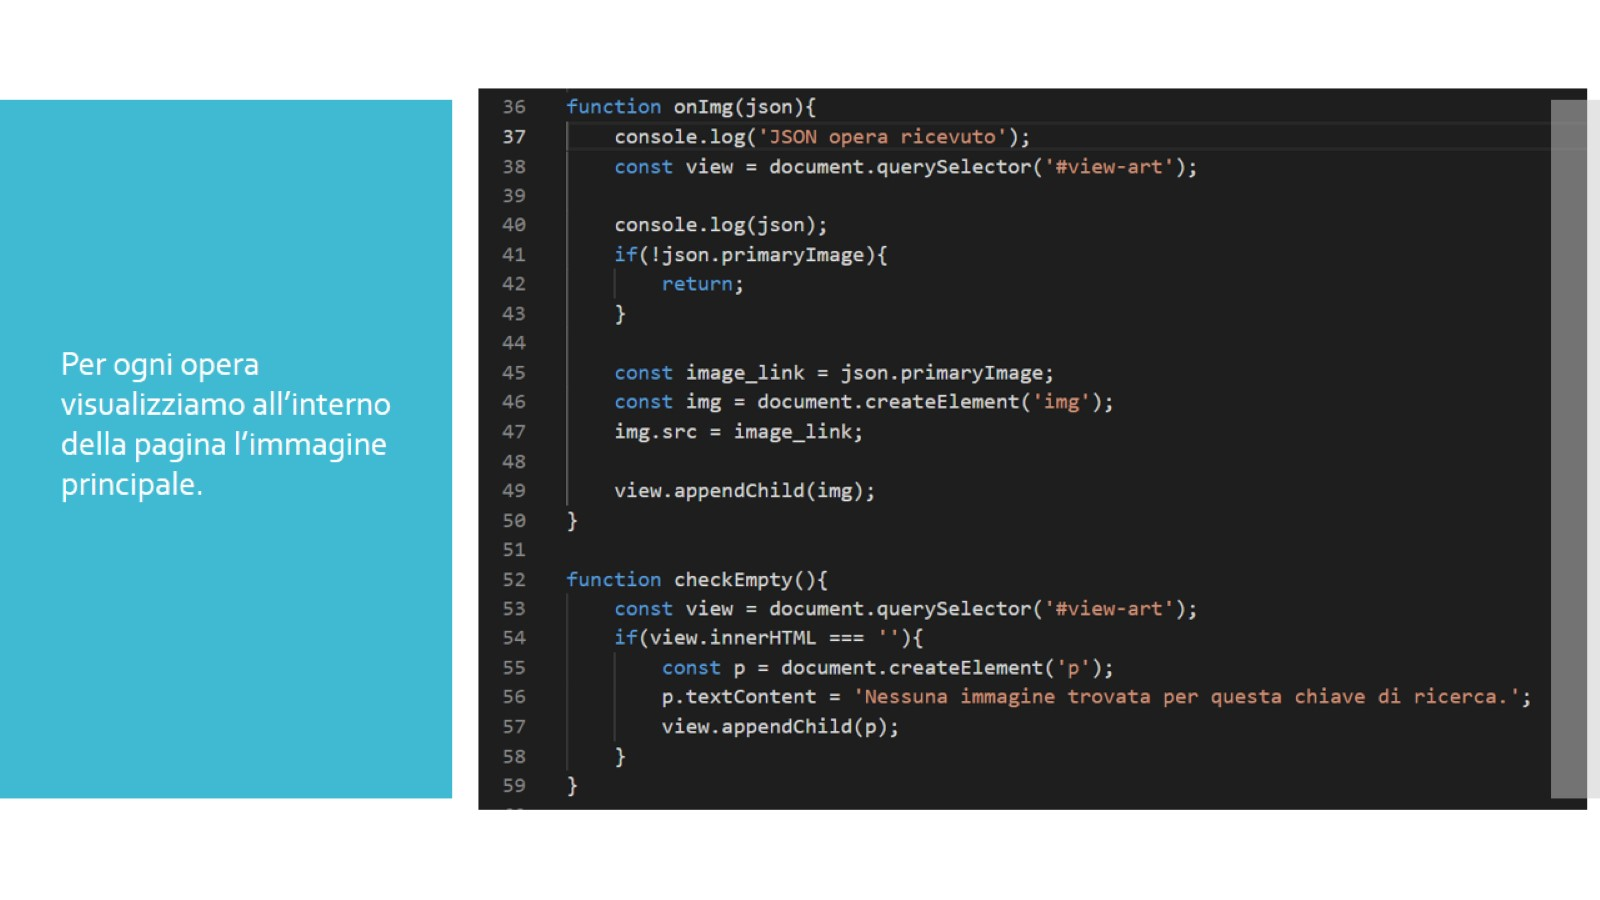 Per ogni opera
visualizziamo all’interno
della pagina l’immagine
principale.
36 function onImg(json){
37 console.log('JSON opera ricevuto');
38 const view = document.querySelector('#view-art');
39
40 console.log(json);
41 if(!json.primaryImage){
42 return;
43 }
44
45 const image_link = json.primaryImage;
46 const img = document.createElement('img');
47 img.src = image_link;
48
49 view.appendChild(img);
50 }
51
52 function checkEmpty(){
53 const view = document.querySelector('#view-art');
54 if(view.innerHTML === ''){
55 const p = document.createElement('p');
56 p.textContent = 'Nessuna immagine trovata per questa chiave di ricerca.';
57 view.appendChild(p);
58 }
59 }